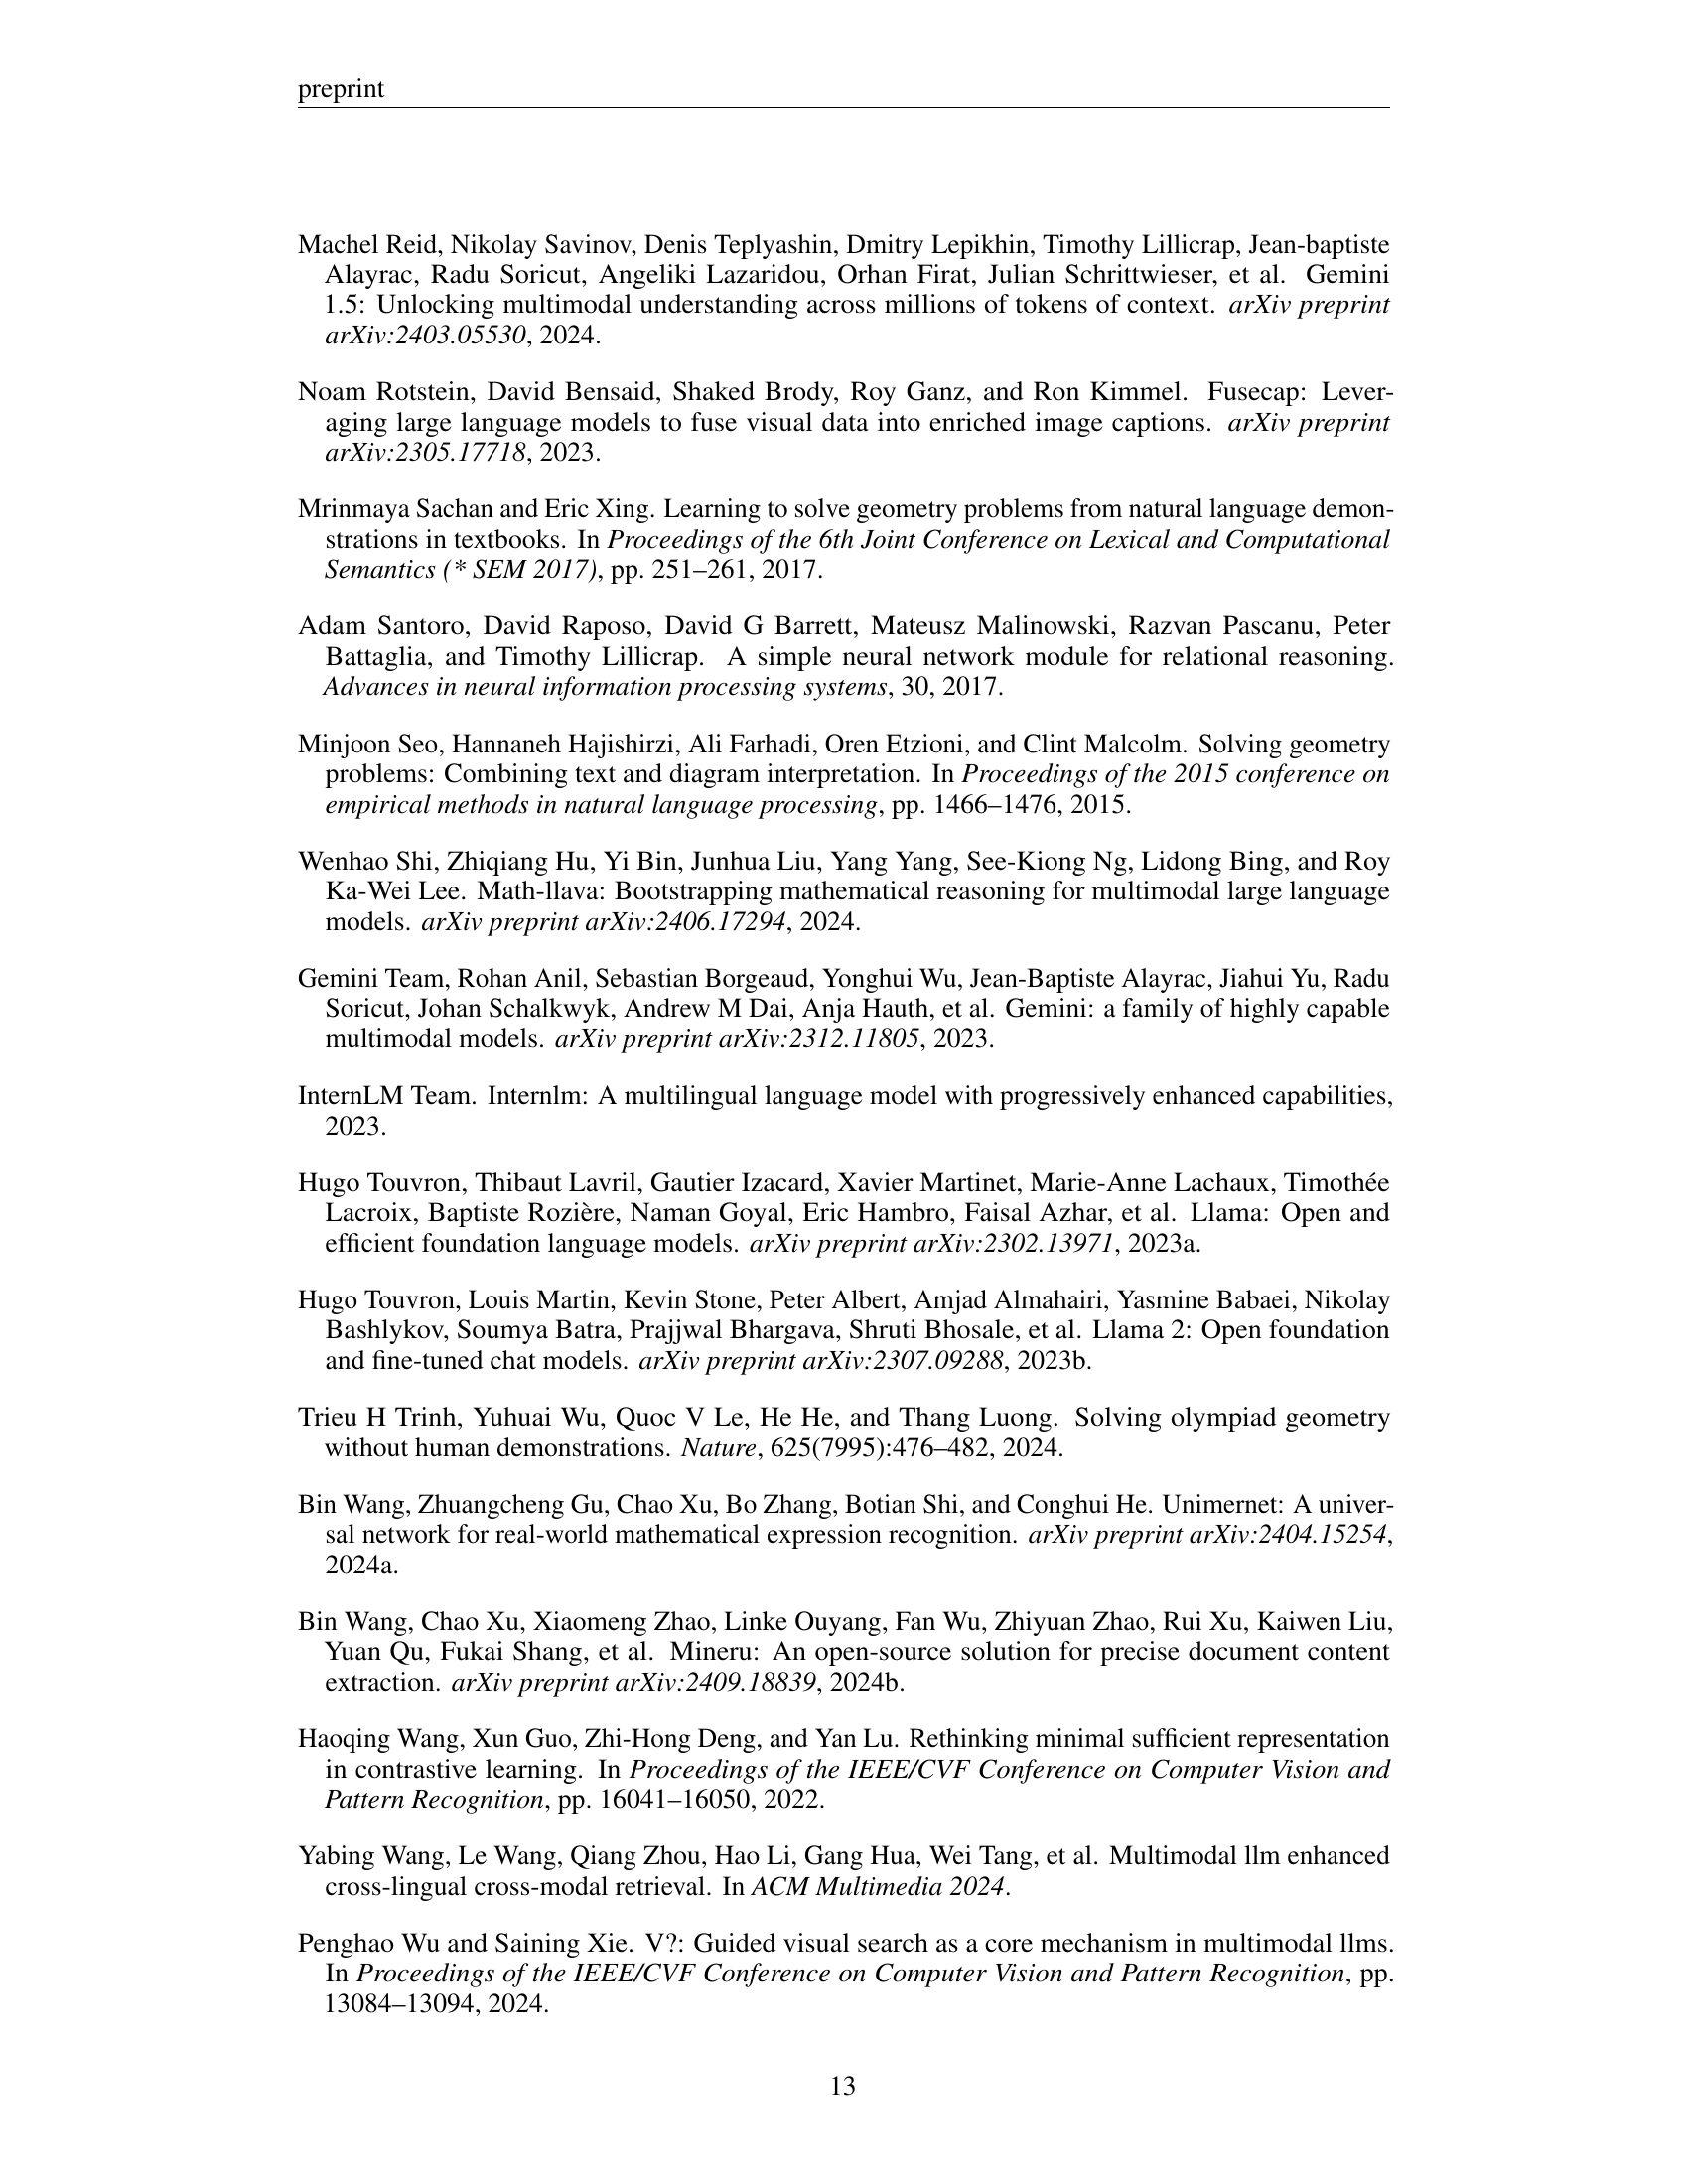 preprint
Machel Reid, Nikolay Savinov, Denis Teplyashin, Dmitry Lepikhin, Timothy Lillicrap, Jean-baptiste
Alayrac, Radu Soricut, Angeliki Lazaridou, Orhan Firat, Julian Schrittwieser, et al. Gemini
1.5: Unlocking multimodal understanding across millions of tokens of context. arXiv preprint
arXiv:2403.05530, 2024.
Noam Rotstein, David Bensaid, Shaked Brody, Roy Ganz, and Ron Kimmel. Fusecap: Lever-
aging large language models to fuse visual data into enriched image captions. arXiv preprint
arXiv:2305.17718, 2023.
Mrinmaya Sachan and Eric Xing. Learning to solve geometry problems from natural language demon-
strations in textbooks. In Proceedings of the 6th Joint Conference on Lexical and Computational
Semantics (* SEM 2017), pp. 251–261, 2017.
Adam Santoro, David Raposo, David G Barrett, Mateusz Malinowski, Razvan Pascanu, Peter
Battaglia, and Timothy Lillicrap. A simple neural network module for relational reasoning.
Advances in neural information processing systems, 30, 2017.
Minjoon Seo, Hannaneh Hajishirzi, Ali Farhadi, Oren Etzioni, and Clint Malcolm. Solving geometry
problems: Combining text and diagram interpretation. In Proceedings of the 2015 conference on
empirical methods in natural language processing, pp. 1466–1476, 2015.
Wenhao Shi, Zhiqiang Hu, Yi Bin, Junhua Liu, Yang Yang, See-Kiong Ng, Lidong Bing, and Roy
Ka-Wei Lee. Math-llava: Bootstrapping mathematical reasoning for multimodal large language
models. arXiv preprint arXiv:2406.17294, 2024.
Gemini Team, Rohan Anil, Sebastian Borgeaud, Yonghui Wu, Jean-Baptiste Alayrac, Jiahui Yu, Radu
Soricut, Johan Schalkwyk, Andrew M Dai, Anja Hauth, et al. Gemini: a family of highly capable
multimodal models. arXiv preprint arXiv:2312.11805, 2023.
InternLM Team. Internlm: A multilingual language model with progressively enhanced capabilities,
2023.
Hugo Touvron, Thibaut Lavril, Gautier Izacard, Xavier Martinet, Marie-Anne Lachaux, Timothée
Lacroix, Baptiste Rozière, Naman Goyal, Eric Hambro, Faisal Azhar, et al. Llama: Open and
efficient foundation language models. arXiv preprint arXiv:2302.13971, 2023a.
Hugo Touvron, Louis Martin, Kevin Stone, Peter Albert, Amjad Almahairi, Yasmine Babaei, Nikolay
Bashlykov, Soumya Batra, Prajjwal Bhargava, Shruti Bhosale, et al. Llama 2: Open foundation
and fine-tuned chat models. arXiv preprint arXiv:2307.09288, 2023b.
Trieu H Trinh, Yuhuai Wu, Quoc V Le, He He, and Thang Luong. Solving olympiad geometry
without human demonstrations. Nature, 625(7995):476–482, 2024.
Bin Wang, Zhuangcheng Gu, Chao Xu, Bo Zhang, Botian Shi, and Conghui He. Unimernet: A univer-
sal network for real-world mathematical expression recognition. arXiv preprint arXiv:2404.15254,
2024a.
Bin Wang, Chao Xu, Xiaomeng Zhao, Linke Ouyang, Fan Wu, Zhiyuan Zhao, Rui Xu, Kaiwen Liu,
Yuan Qu, Fukai Shang, et al. Mineru: An open-source solution for precise document content
extraction. arXiv preprint arXiv:2409.18839, 2024b.
Haoqing Wang, Xun Guo, Zhi-Hong Deng, and Yan Lu. Rethinking minimal sufficient representation
in contrastive learning. In Proceedings of the IEEE/CVF Conference on Computer Vision and
Pattern Recognition, pp. 16041–16050, 2022.
Yabing Wang, Le Wang, Qiang Zhou, Hao Li, Gang Hua, Wei Tang, et al. Multimodal llm enhanced
cross-lingual cross-modal retrieval. In ACM Multimedia 2024.
Penghao Wu and Saining Xie. V?: Guided visual search as a core mechanism in multimodal llms.
In Proceedings of the IEEE/CVF Conference on Computer Vision and Pattern Recognition, pp.
13084–13094, 2024.
13